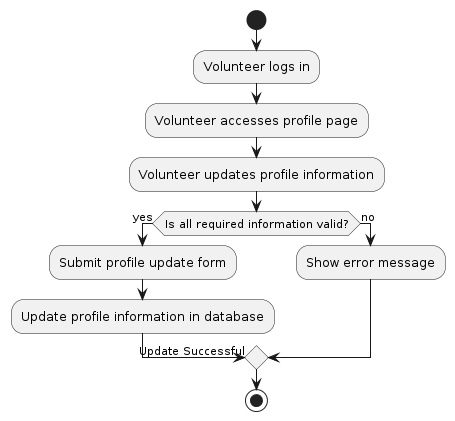 Volunteer logs in
Volunteer accesses profile page
Volunteer updates profile information
yes
Is all required information valid?
no
Submit profile update form
Show error message
Update profile information in database
Update Successful